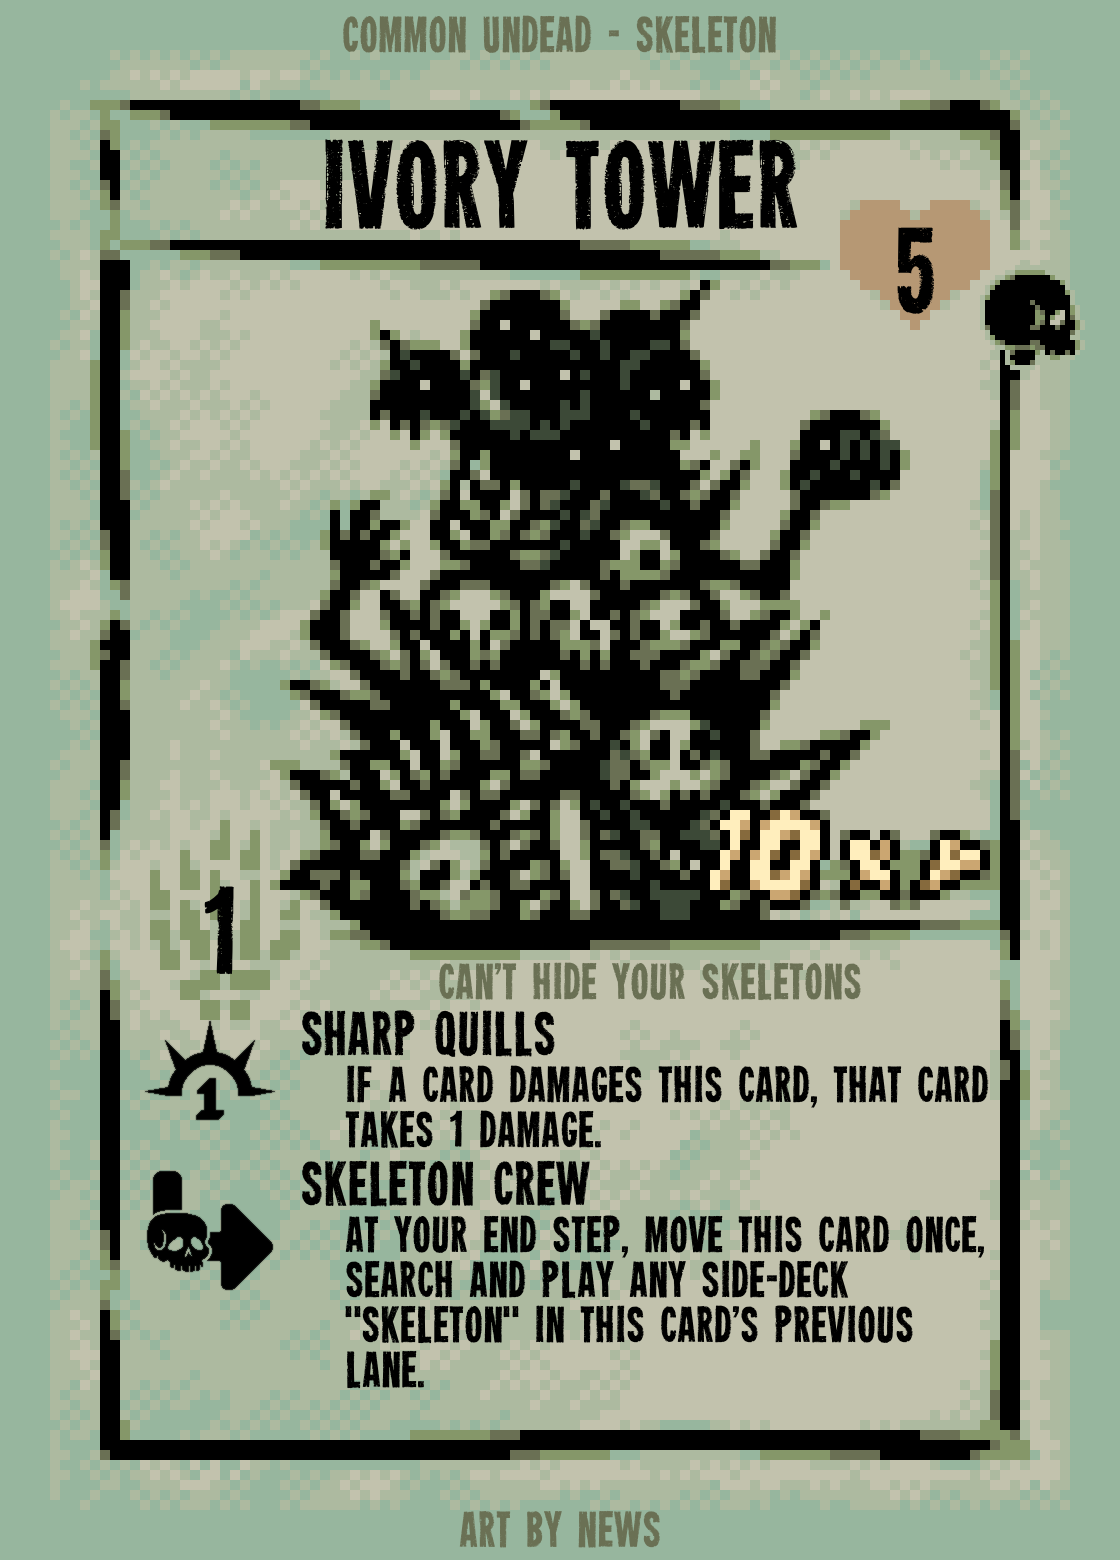 COMMON UNDEAD - SKELETON
IVORY TOWER
5
10 XP
1
CAN'T HIDE YOUR SKELETONS
SHARP QUILLS
1
IF A CARD DAMAGES THIS CARD, THAT CARD
TAKES 1 DAMAGE.
SKELETON CREW
AT YOUR END STEP, MOVE THIS CARD ONCE,
SEARCH AND PLAY ANY SIDE-DECK
"SKELETON" IN THIS CARD'S PREVIOUS
LANE.
ART BY NEWS